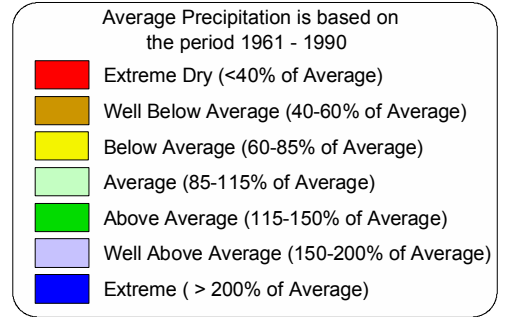 Average Precipitation is based on
the period 1961 - 1990
Extreme Dry (<40% of Average)
Well Below Average (40-60% of Average)
Below Average (60-85% of Average)
Average (85-115% of Average)
Above Average (115-150% of Average)
Well Above Average (150-200% of Average)
Extreme ( > 200% of Average)